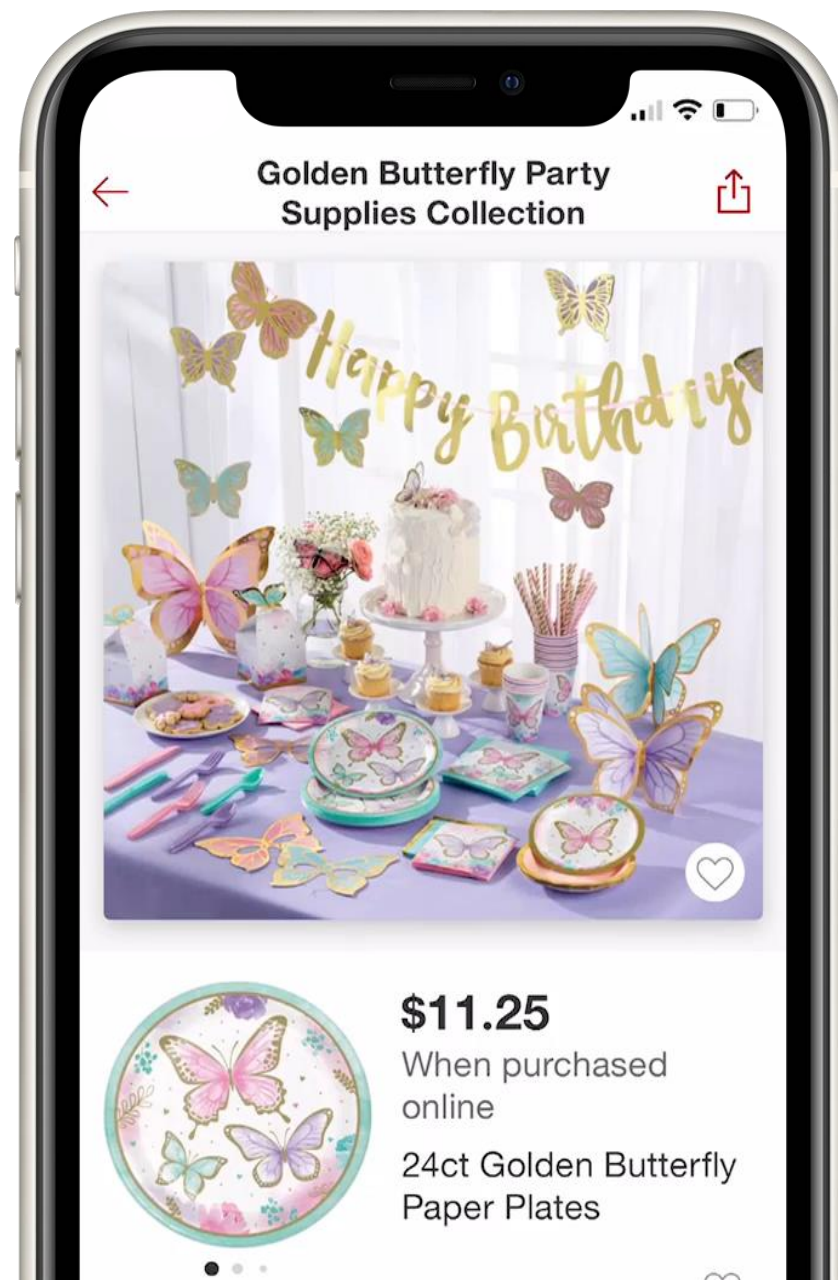 Golden Butterfly Party
Supplies Collection
Happy Birthday
$11.25
When purchased
online
24ct Golden Butterfly
Paper Plates